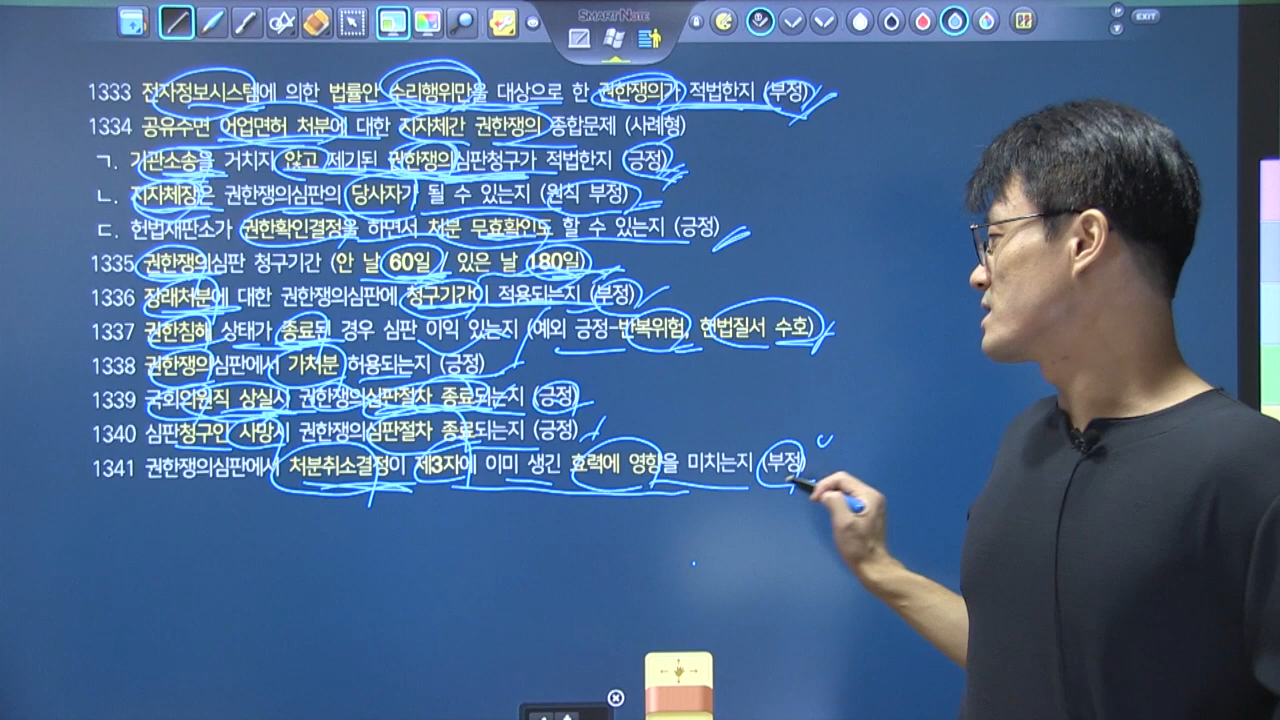 SMARTNOTE
EXIT
1333 전자정보시스템에 의한 법률안 수리행위만을 대상으로 한 권한쟁의가 적법한지 (부정)
1334 공유수면 어업면허 처분에 대한 지자체간 권한쟁의 종합문제 (사례형)
ㄱ. 기관소송을 거치지 않고 제기된 권한쟁의심판청구가 적법한지 (긍정)
ㄴ. 지자체장은 권한쟁의심판의 당사자가 될 수 있는지 (원칙 부정)
ㄷ. 헌법재판소가 권한확인결정을 하면서 처분 무효확인도 할 수 있는지 (긍정)
1335 권한쟁의심판 청구기간 (안 날 60일, 있은 날 180일)
1336 장래처분에 대한 권한쟁의심판에 청구기간이 적용되는지 (부정)
1337 권한침해 상태가 종료된 경우 심판 이익 있는지 (예외 긍정-반복위험, 헌법질서 수호)
1338 권한쟁의심판에서 가처분 허용되는지 (긍정)
1339 국회의원직 상실시 권한쟁의심판절차 종료되는지 (긍정)
1340 심판청구인 사망시 권한쟁의심판절차 종료되는지 (긍정)
1341 권한쟁의심판에서 처분취소결정이 제3자에 이미 생긴 효력에 영향을 미치는지 (부정)